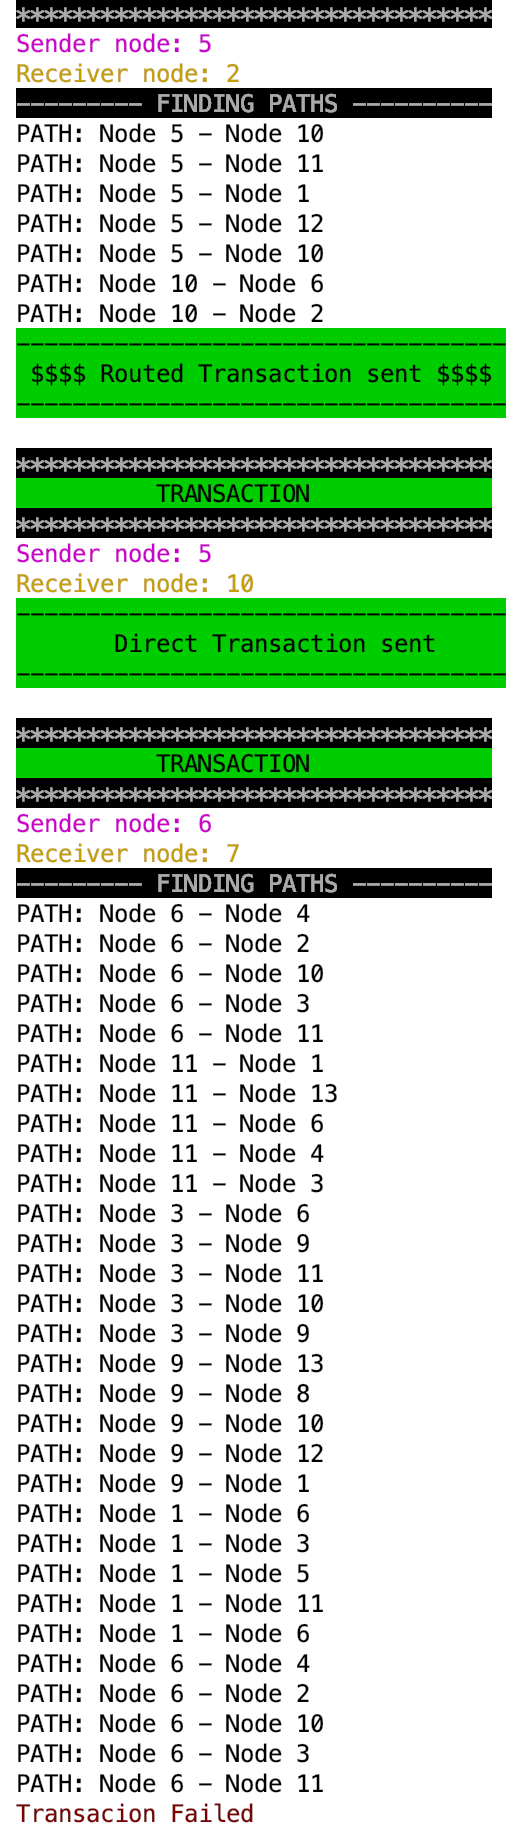 **********************************
Sender node: 5
Receiver node: 2
--------- FINDING PATHS ----------
PATH: Node 5 - Node 10
PATH: Node 5 - Node 11
PATH: Node 5 - Node 1
PATH: Node 5 - Node 12
PATH: Node 5 - Node 10
PATH: Node 10 - Node 6
PATH: Node 10 - Node 2
-----------------------------------
$$$$ Routed Transaction sent $$$$
-----------------------------------
**********************************
TRANSACTION
**********************************
Sender node: 5
Receiver node: 10
-----------------------------------
Direct Transaction sent
-----------------------------------
**********************************
TRANSACTION
**********************************
Sender node: 6
Receiver node: 7
--------- FINDING PATHS ----------
PATH: Node 6 - Node 4
PATH: Node 6 - Node 2
PATH: Node 6 - Node 10
PATH: Node 6 - Node 3
PATH: Node 6 - Node 11
PATH: Node 11 - Node 1
PATH: Node 11 - Node 13
PATH: Node 11 - Node 6
PATH: Node 11 - Node 4
PATH: Node 11 - Node 3
PATH: Node 3 - Node 6
PATH: Node 3 - Node 9
PATH: Node 3 - Node 11
PATH: Node 3 - Node 10
PATH: Node 3 - Node 9
PATH: Node 9 - Node 13
PATH: Node 9 - Node 8
PATH: Node 9 - Node 10
PATH: Node 9 - Node 12
PATH: Node 9 - Node 1
PATH: Node 1 - Node 6
PATH: Node 1 - Node 3
PATH: Node 1 - Node 5
PATH: Node 1 - Node 11
PATH: Node 1 - Node 6
PATH: Node 6 - Node 4
PATH: Node 6 - Node 2
PATH: Node 6 - Node 10
PATH: Node 6 - Node 3
PATH: Node 6 - Node 11
Transacion Failed